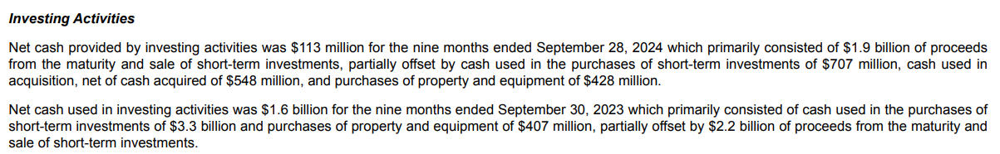 Investing Activities
Net cash provided by investing activities was $113 million for the nine months ended September 28, 2024 which primarily consisted of $1.9 billion of proceeds
from the maturity and sale of short-term investments, partially offset by cash used in the purchases of short-term investments of $707 million, cash used in
acquisition, net of cash acquired of $548 million, and purchases of property and equipment of $428 million.
Net cash used in investing activities was $1.6 billion for the nine months ended September 30, 2023 which primarily consisted of cash used in the purchases of
short-term investments of $3.3 billion and purchases of property and equipment of $407 million, partially offset by $2.2 billion of proceeds from the maturity and
sale of short-term investments.